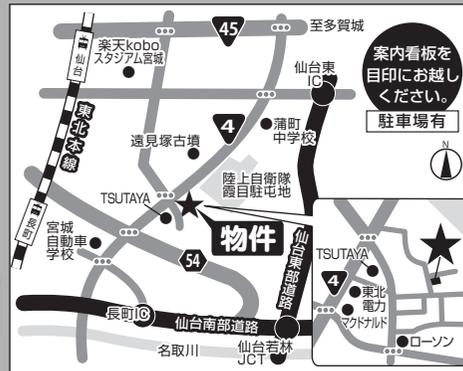 45
至多賀城
楽天kobo
スタジアム宮城
仙台
仙台東
IC
案内看板を
目印にお越し
ください。
駐車場有
N
東北本線
4
蒲町
中学校
遠見塚古墳
陸上自衛隊
霞目駐屯地
TSUTAYA
物件
長町
宮城
自動車
学校
54
仙台東部道路
長町IC
仙台南部道路
名取川
仙台若林
JCT
TSUTAYA
4
東北
電力
マクドナルド
ローソン